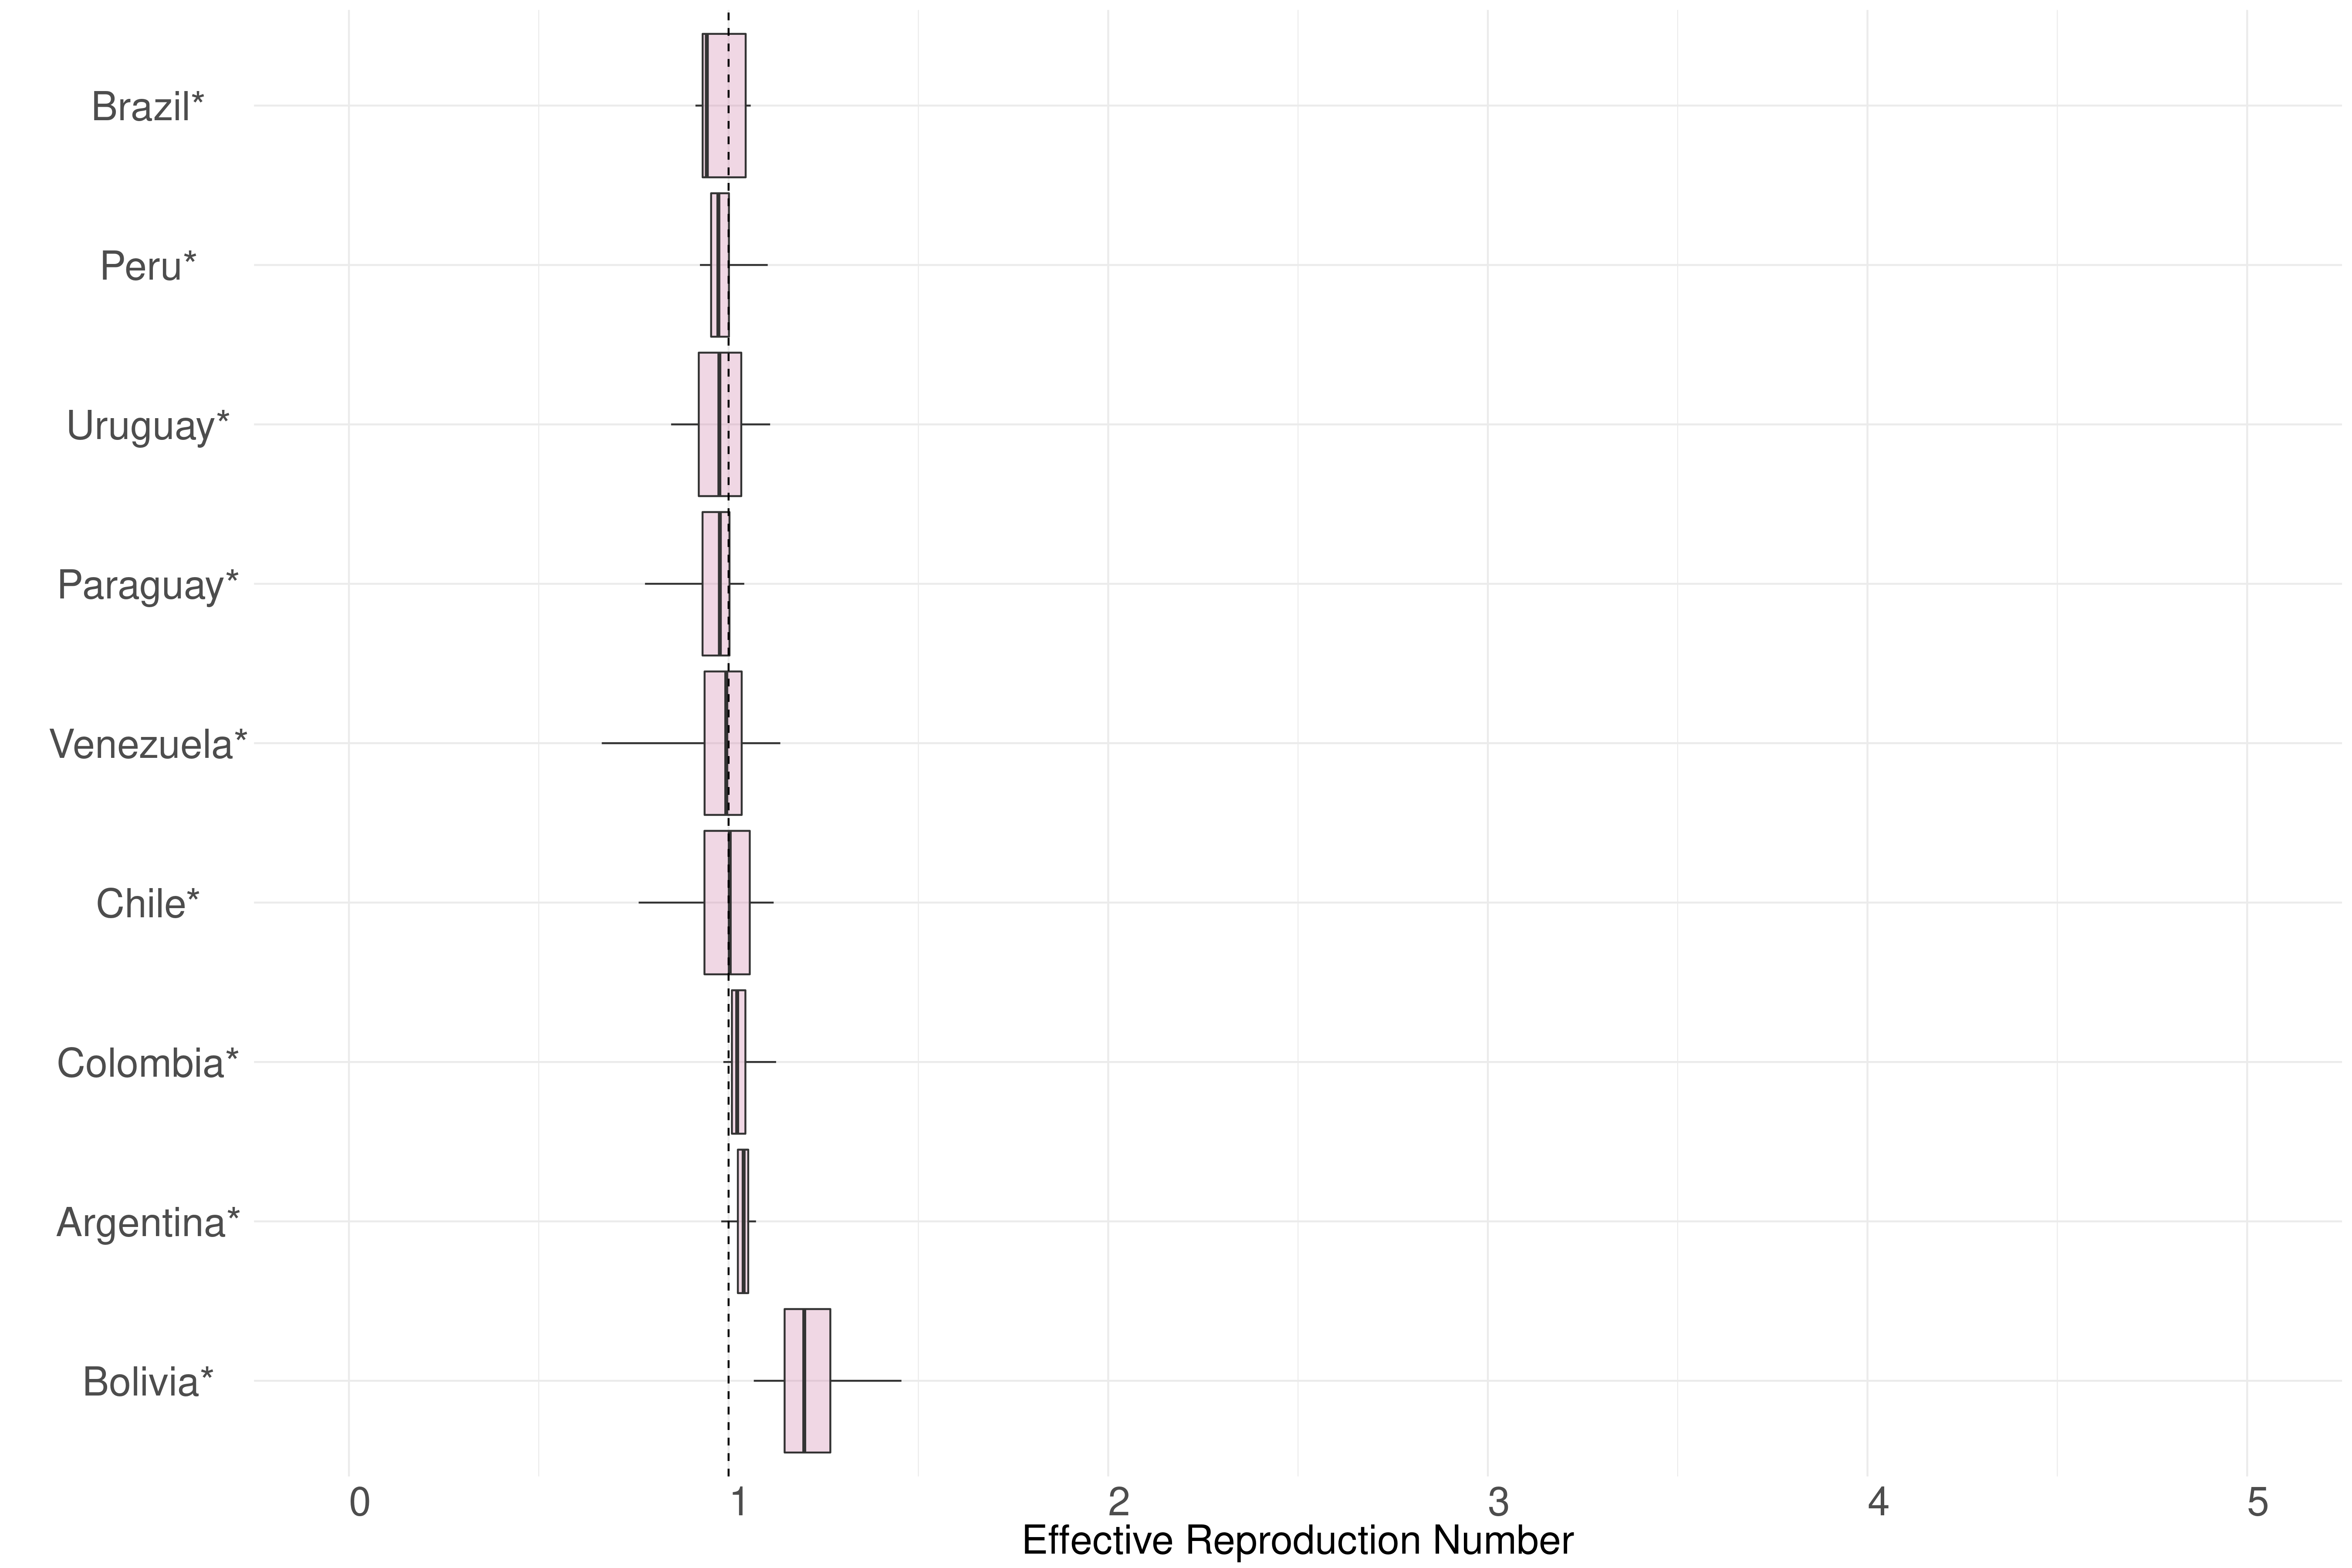 Brazil*
Peru*
Uruguay*
Paraguay*
Venezuela*
Chile*
Colombia*
Argentina*
Bolivia*
0 1 2 3 4 5
Effective Reproduction Number